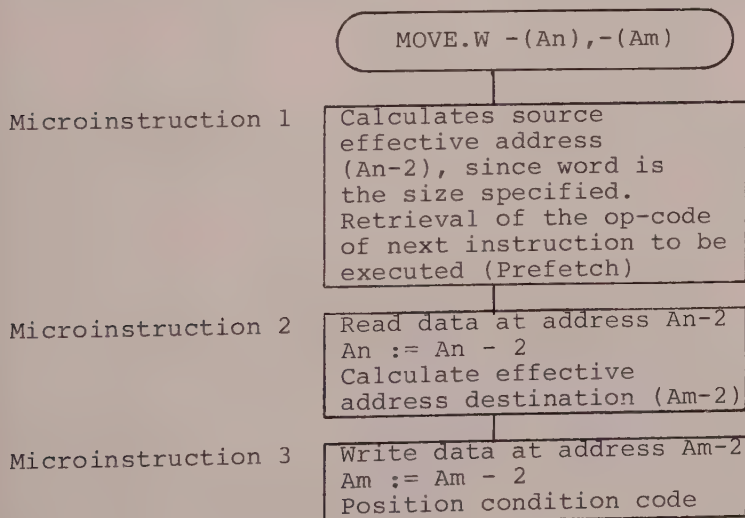 MOVE.W -(An),-(Am)
Microinstruction 1
Calculates source
effective address
(An-2), since word is
the size specified.
Retrieval of the op-code
of next instruction to be
executed (Prefetch)
Microinstruction 2
Read data at address An-2
An := An - 2
Calculate effective
address destination (Am-2)
Microinstruction 3
Write data at address Am-2
Am := Am - 2
Position condition code